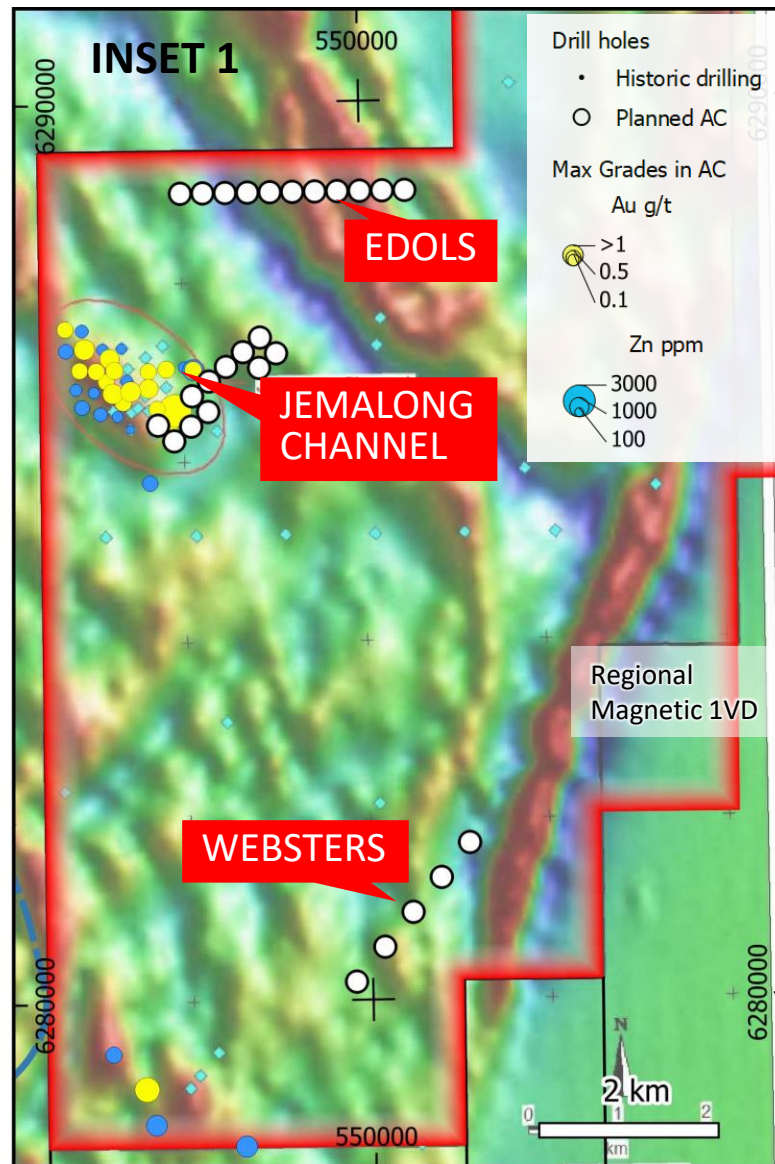 INSET 1
550000
6290000
6290000
Drill holes
Historic drilling
Planned AC
Max Grades in AC
Au g/t
>1
0.5
0.1
Zn ppm
3000
1000
100
EDOLS
JEMALONG
CHANNEL
Regional
Magnetic 1VD
WEBSTERS
6280000
6280000
N
2 km
0
1
2
km
550000